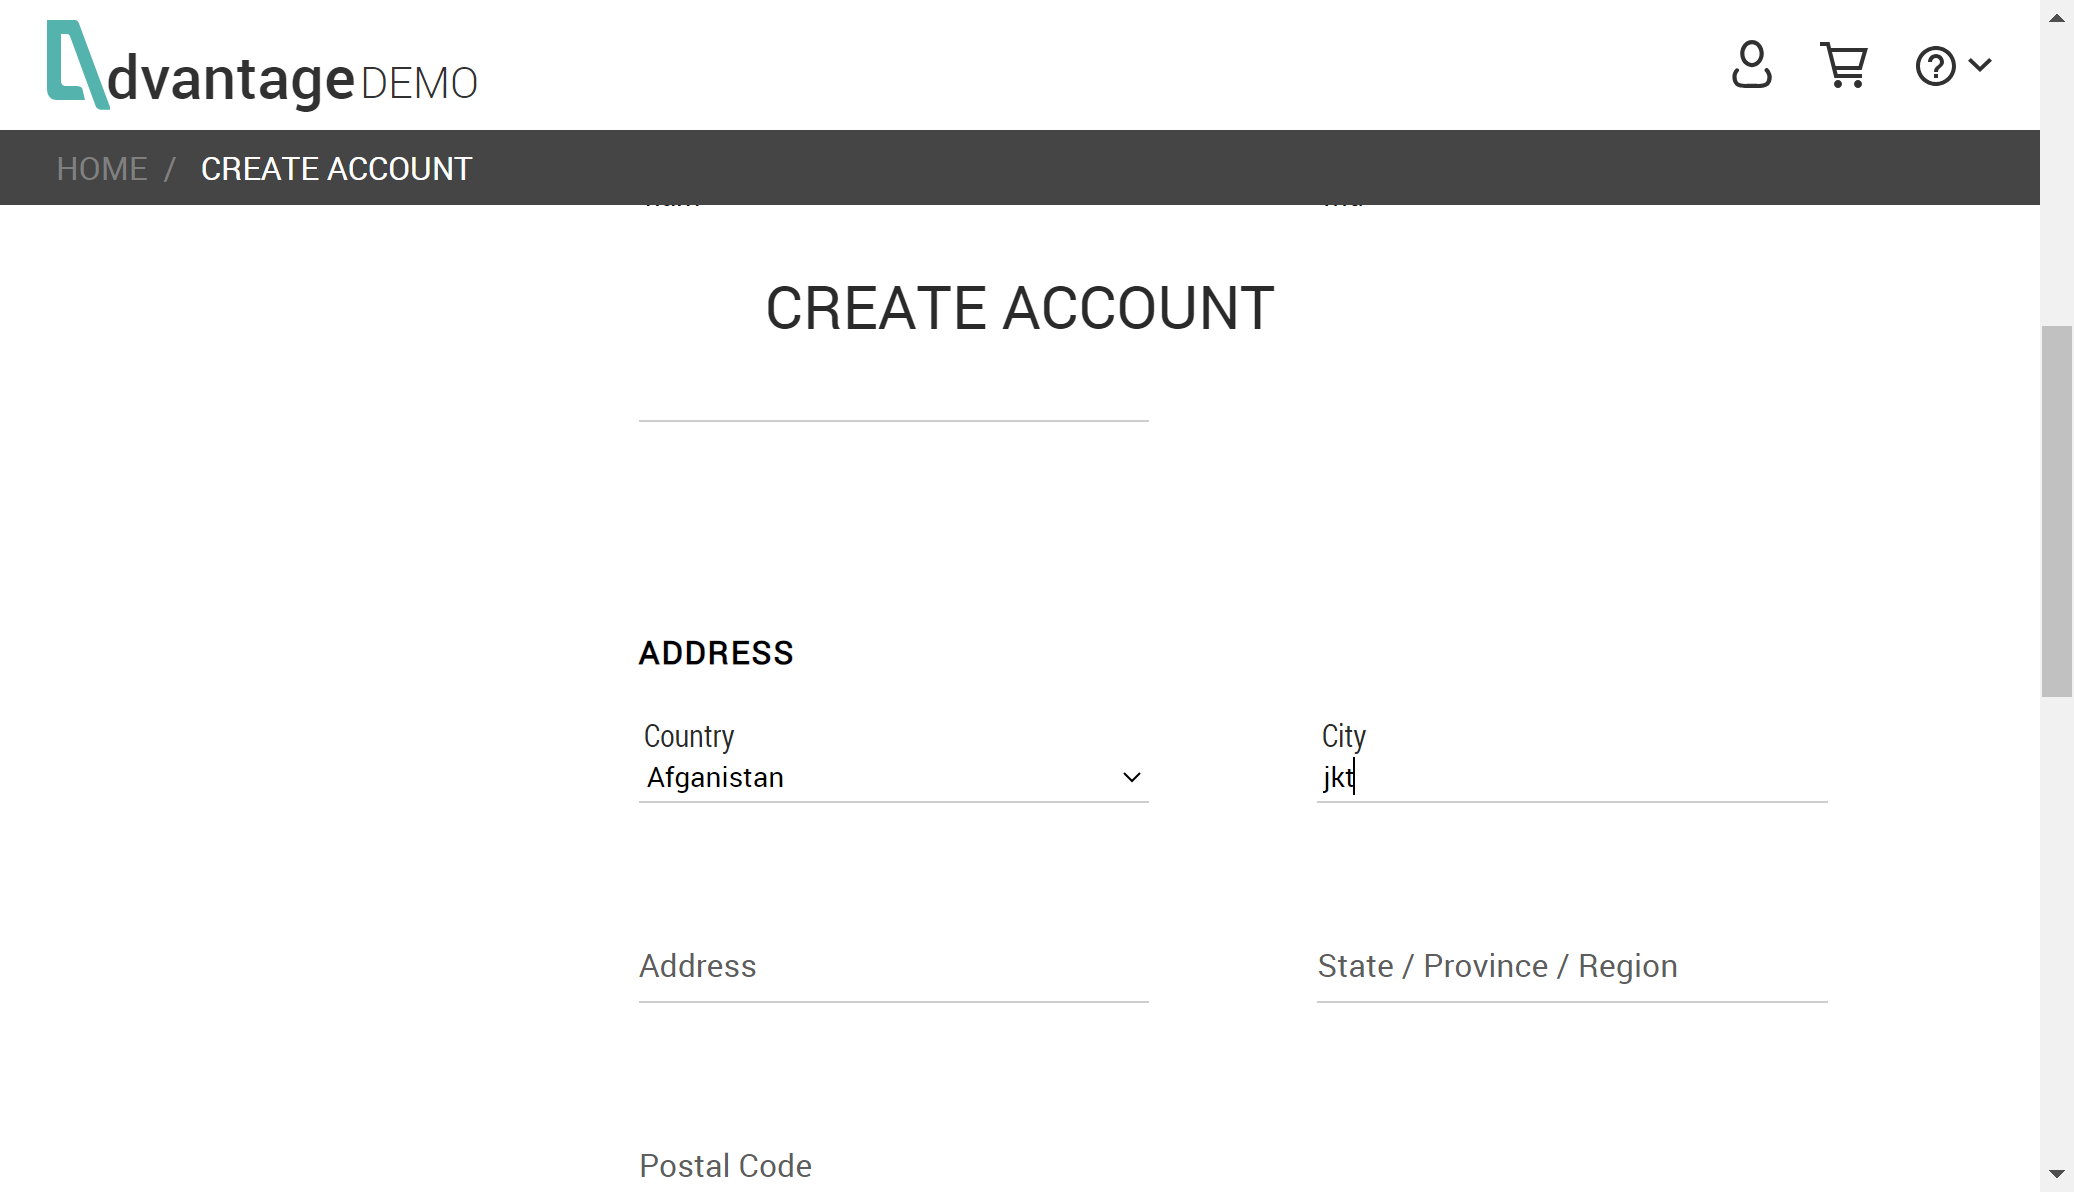 dvantage DEMO
HOME / CREATE ACCOUNT
CREATE ACCOUNT
ADDRESS
Country
City
Afganistan
jkt
Address
State / Province / Region
Postal Code